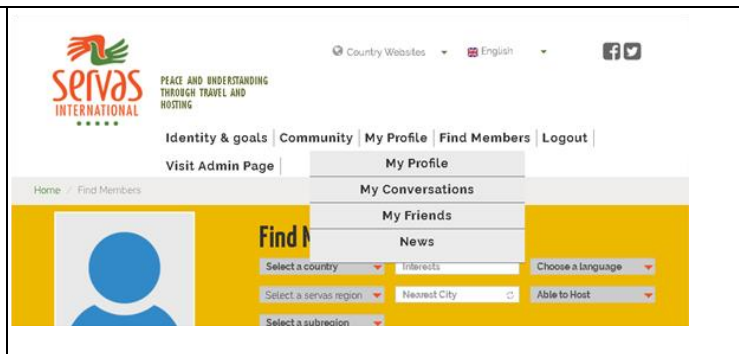 Country Websites English
servas
INTERNATIONAL
PEACE AND UNDERSTANDING
THROUGH TRAVEL AND
HOSTING
Identity & goals Community My Profile Find Members Logout
Visit Admin Page
My Profile
My Conversations
My Friends
News
Home / Find Members
Find M
Select a country Interests Choose a language
Select a servas region Nearest City Able to Host
Select a subregion